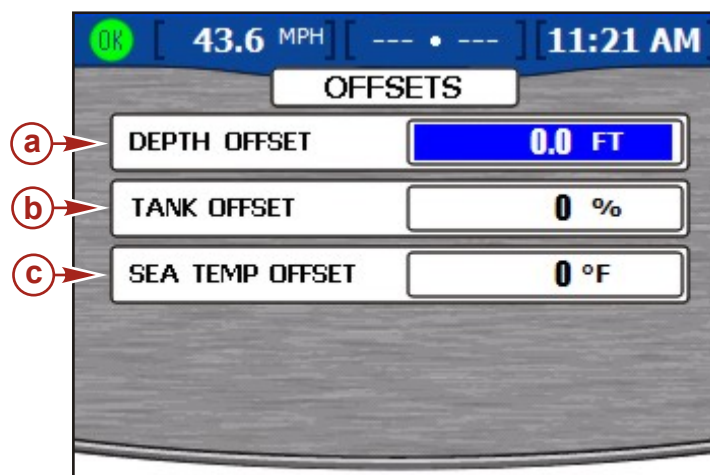 OK [ 43.6 MPH ] [ --- • --- ] [ 11:21 AM
OFFSETS
a DEPTH OFFSET 0.0 FT
b TANK OFFSET 0 %
c SEA TEMP OFFSET 0 °F